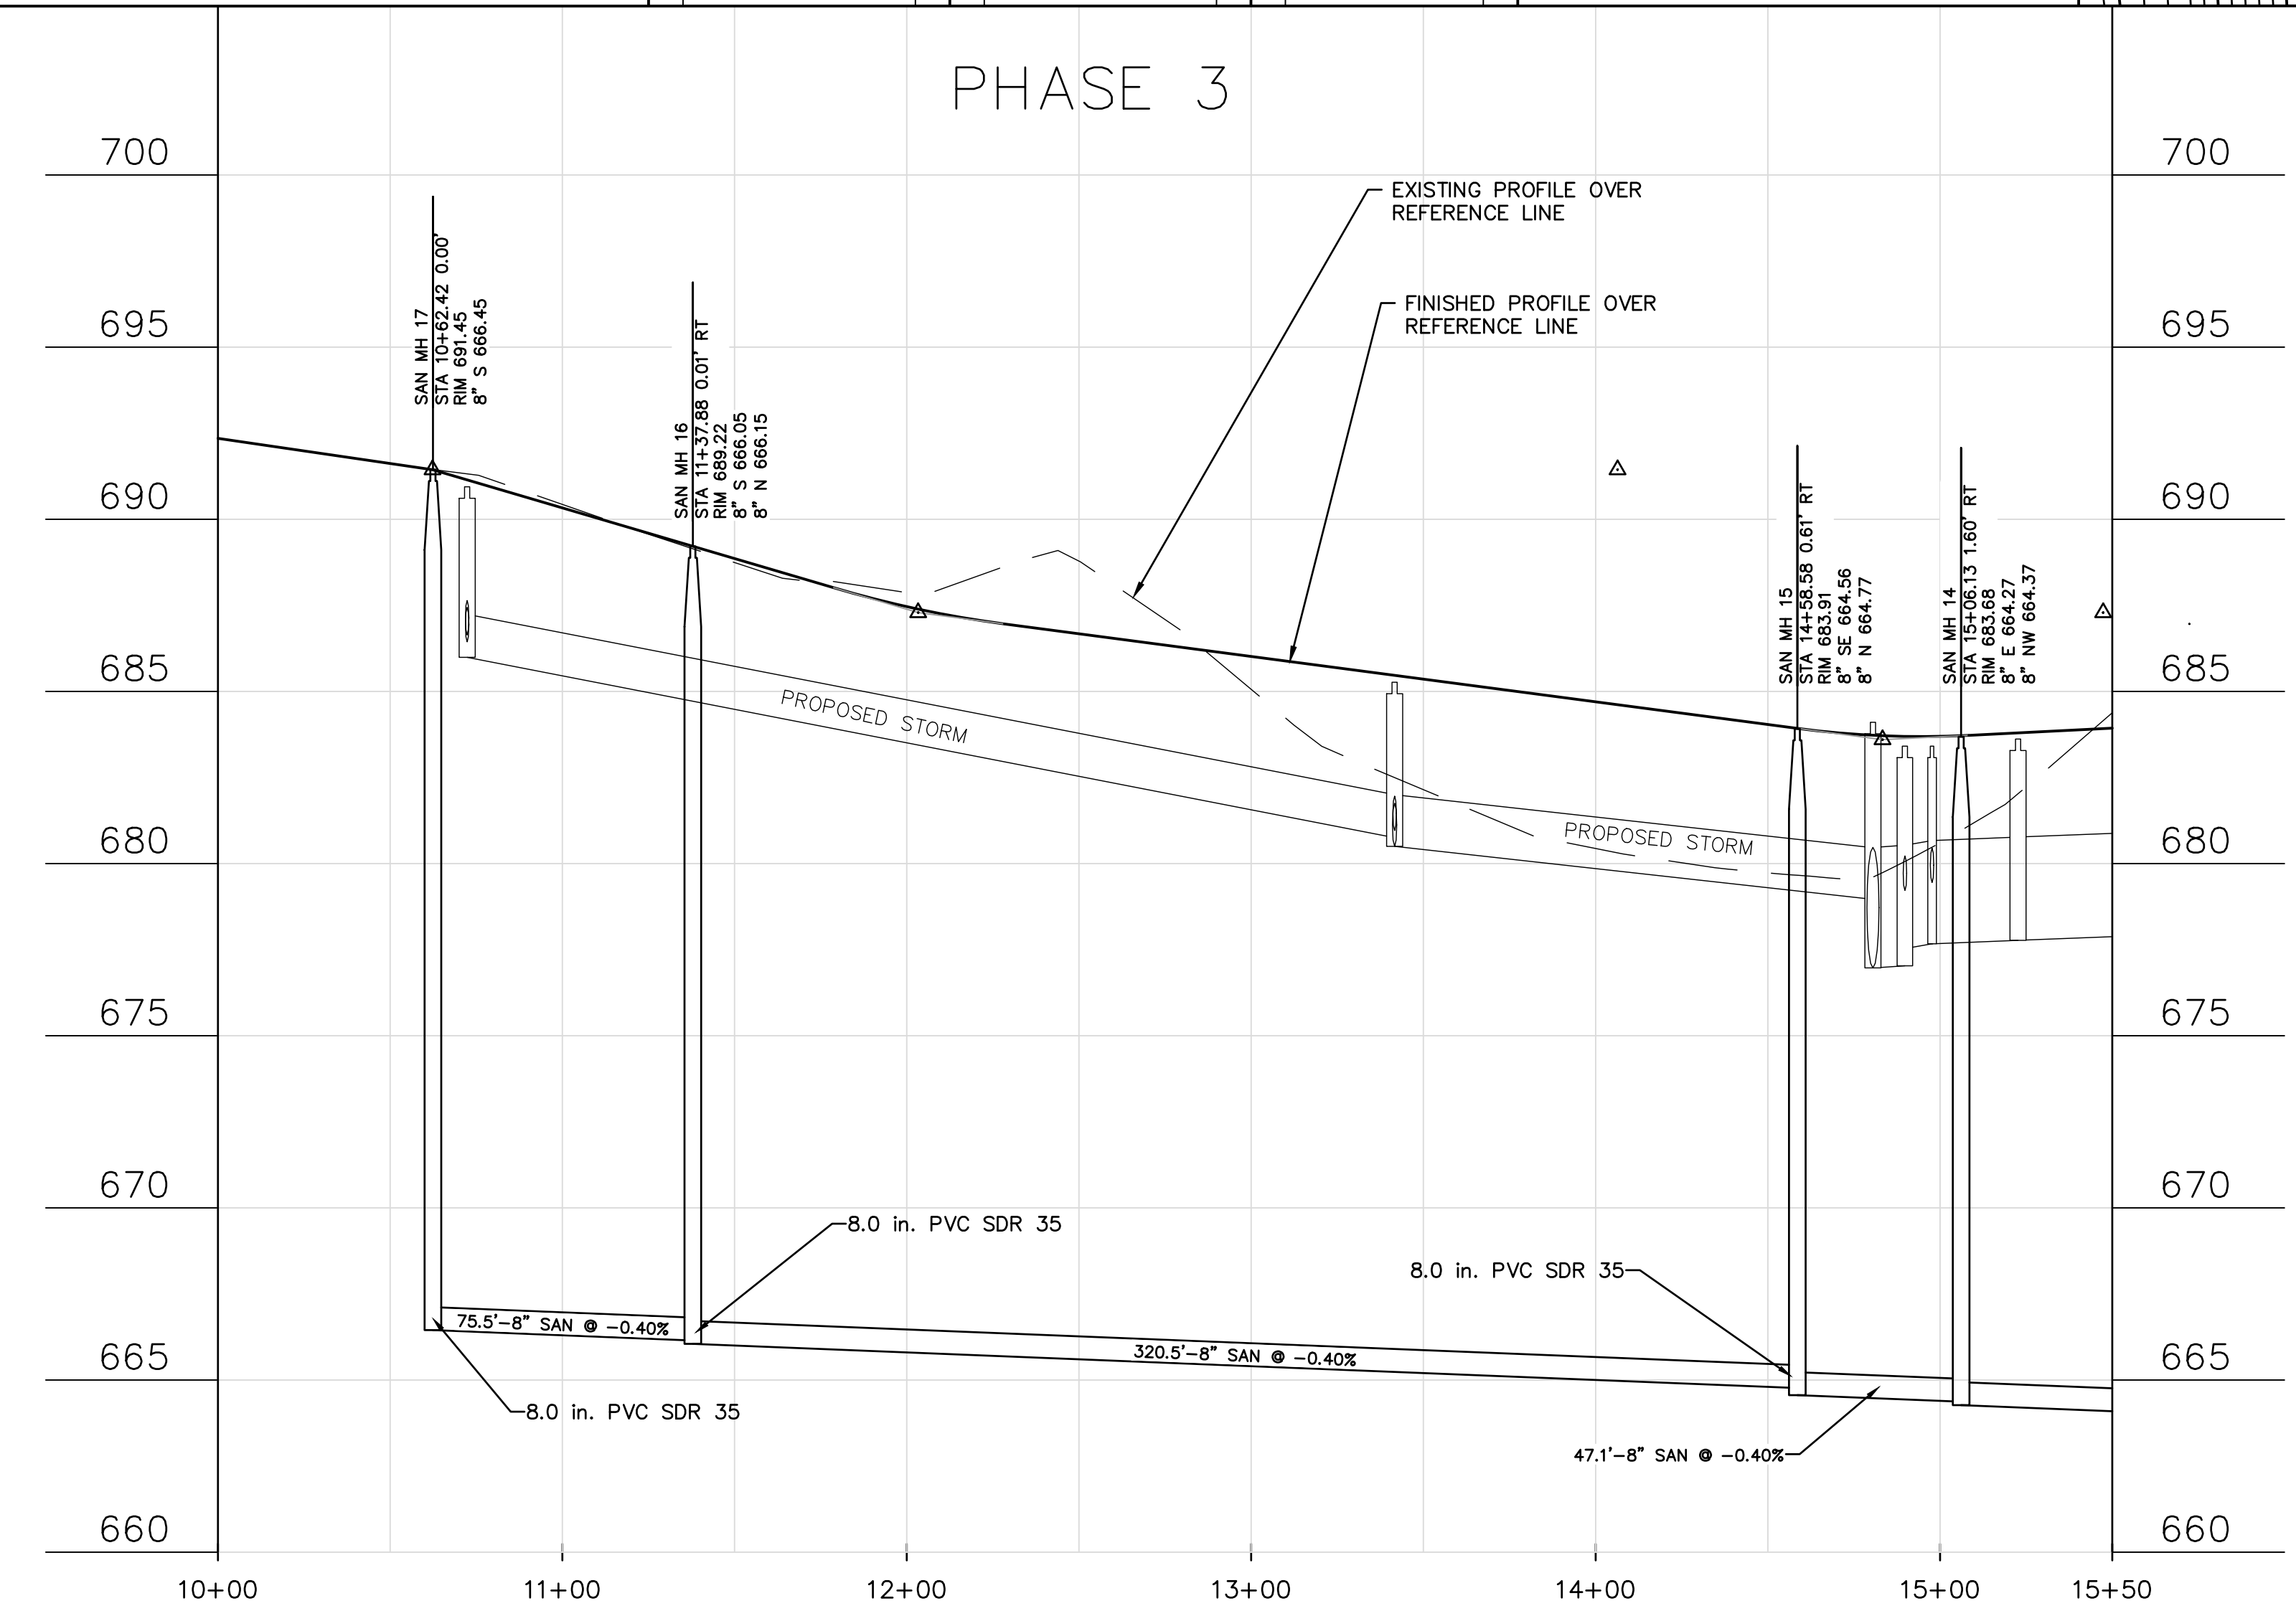 PHASE 3
700
700
EXISTING PROFILE OVER
REFERENCE LINE
SAN MH 17
STA 10+62.42 0.00'
RIM 691.45
8" S 666.45
FINISHED PROFILE OVER
REFERENCE LINE
695
695
SAN MH 16
STA 11+37.88 0.01' RT
RIM 689.22
8" S 666.05
8" N 666.15
690
690
SAN MH 15
STA 14+58.58 0.61' RT
RIM 683.91
8" SE 664.56
8" N 664.77
SAN MH 14
STA 15+06.13 1.60' RT
RIM 683.68
8" E 664.27
8" NW 664.37
685
685
PROPOSED STORM
PROPOSED STORM
680
680
675
675
670
670
8.0 in. PVC SDR 35
8.0 in. PVC SDR 35
75.5'-8" SAN @ -0.40%
320.5'-8" SAN @ -0.40%
665
665
8.0 in. PVC SDR 35
47.1'-8" SAN @ -0.40%
660
660
10+00
11+00
12+00
13+00
14+00
15+00
15+50